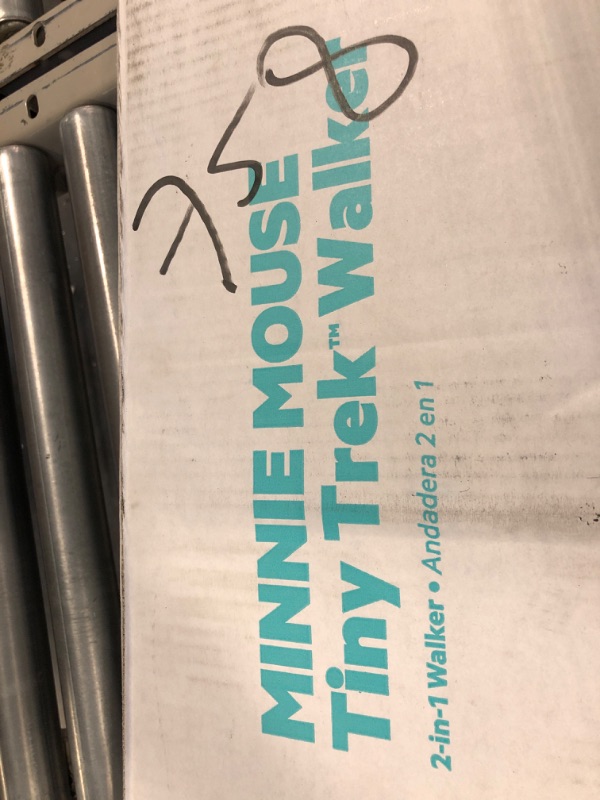 758
MINNIE MOUSE
Tiny Trek™ Walker
2-in-1 Walker • Andadera 2 en 1